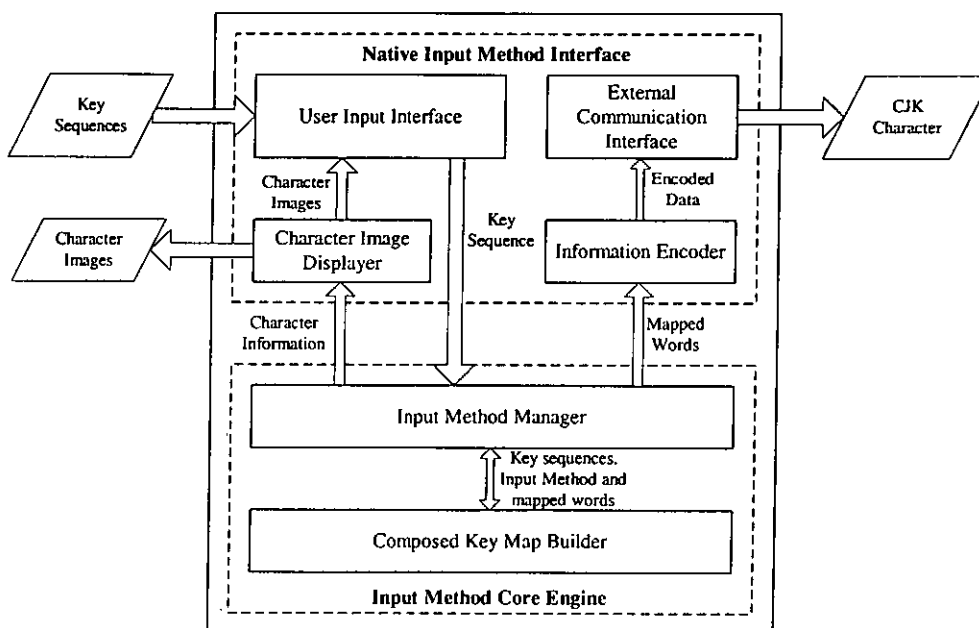 Native Input Method Interface
Key
Sequences
User Input Interface
External
Communication
Interface
CJK
Character
Character
Images
Encoded
Data
Key
Sequence
Character
Images
Character Image
Displayer
Information Encoder
Character
Information
Mapped
Words
Input Method Manager
Key sequences.
Input Method and
mapped words
Composed Key Map Builder
Input Method Core Engine